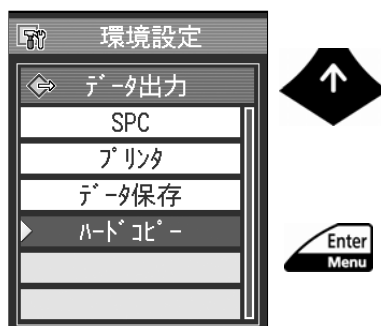 環境設定
データ出力
SPC
プリンタ
データ保存
ハードコピー
Enter
Menu